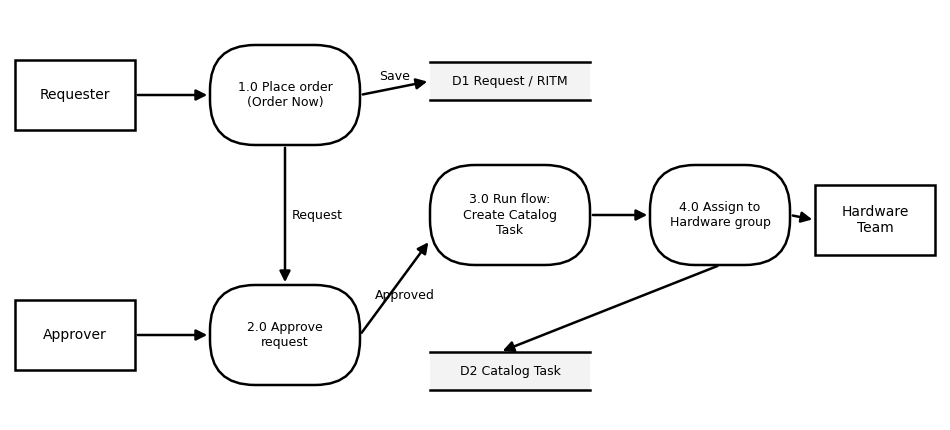 Requester
1.0 Place order
(Order Now)
Save
D1 Request / RITM
Request
3.0 Run flow:
Create Catalog
Task
4.0 Assign to
Hardware group
Hardware
Team
Approved
Approver
2.0 Approve
request
D2 Catalog Task